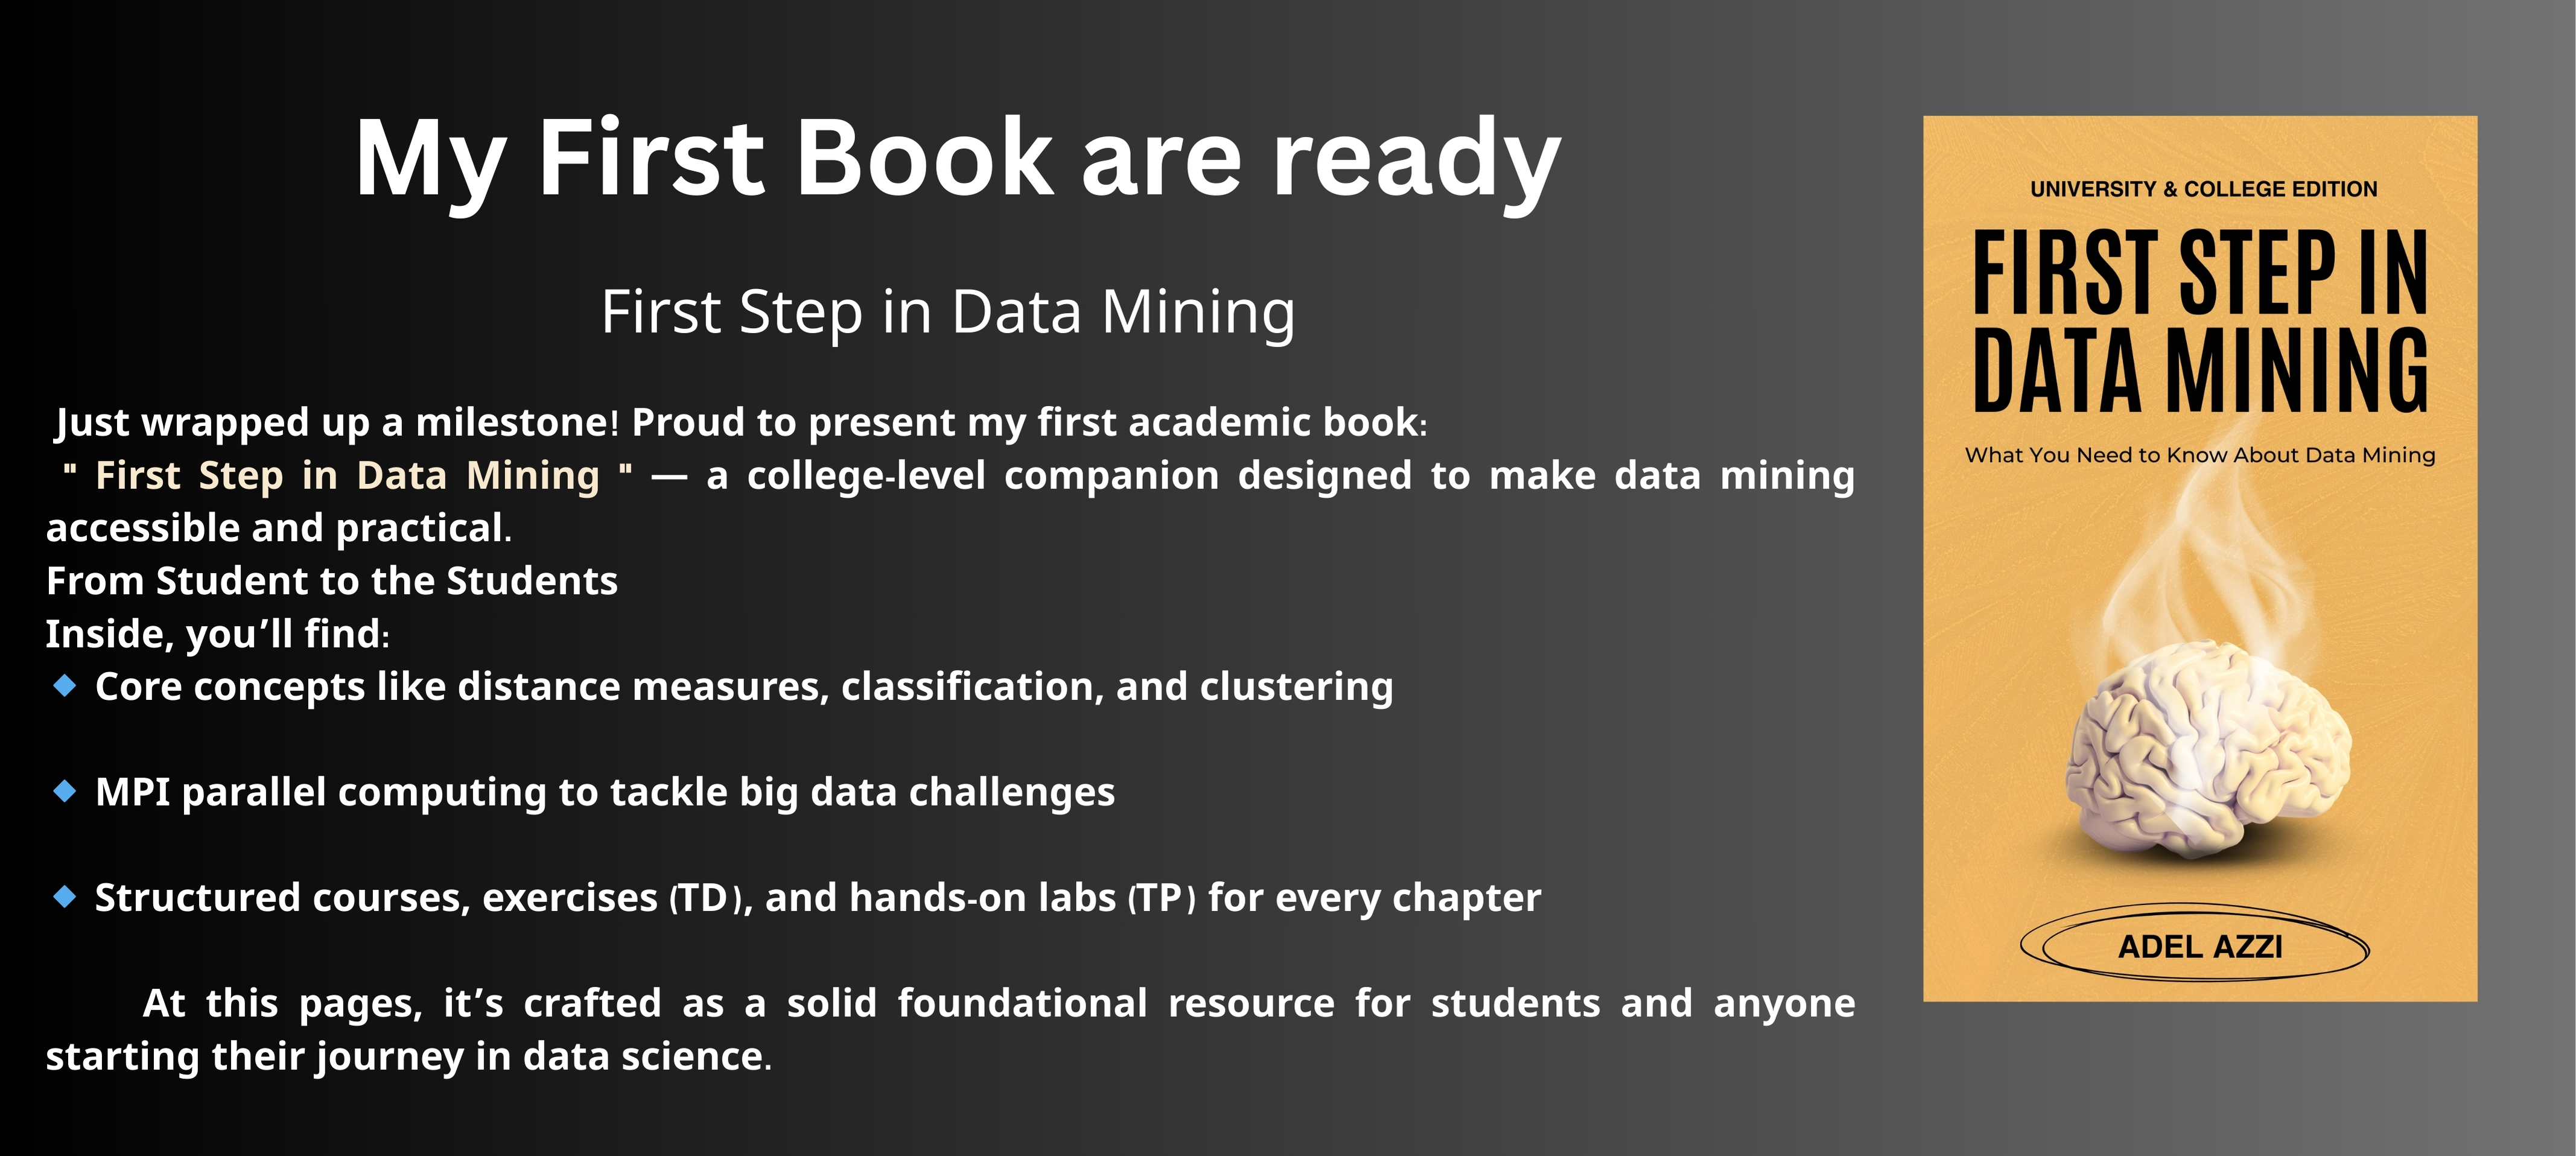 My First Book are ready
First Step in Data Mining
Just wrapped up a milestone! Proud to present my first academic book:
" First Step in Data Mining " — a college-level companion designed to make data mining
accessible and practical.
From Student to the Students
Inside, you’ll find:
🔹 Core concepts like distance measures, classification, and clustering
🔹 MPI parallel computing to tackle big data challenges
🔹 Structured courses, exercises (TD), and hands-on labs (TP) for every chapter
At this pages, it’s crafted as a solid foundational resource for students and anyone
starting their journey in data science.
UNIVERSITY & COLLEGE EDITION
FIRST STEP IN
DATA MINING
What You Need to Know About Data Mining
ADEL AZZI